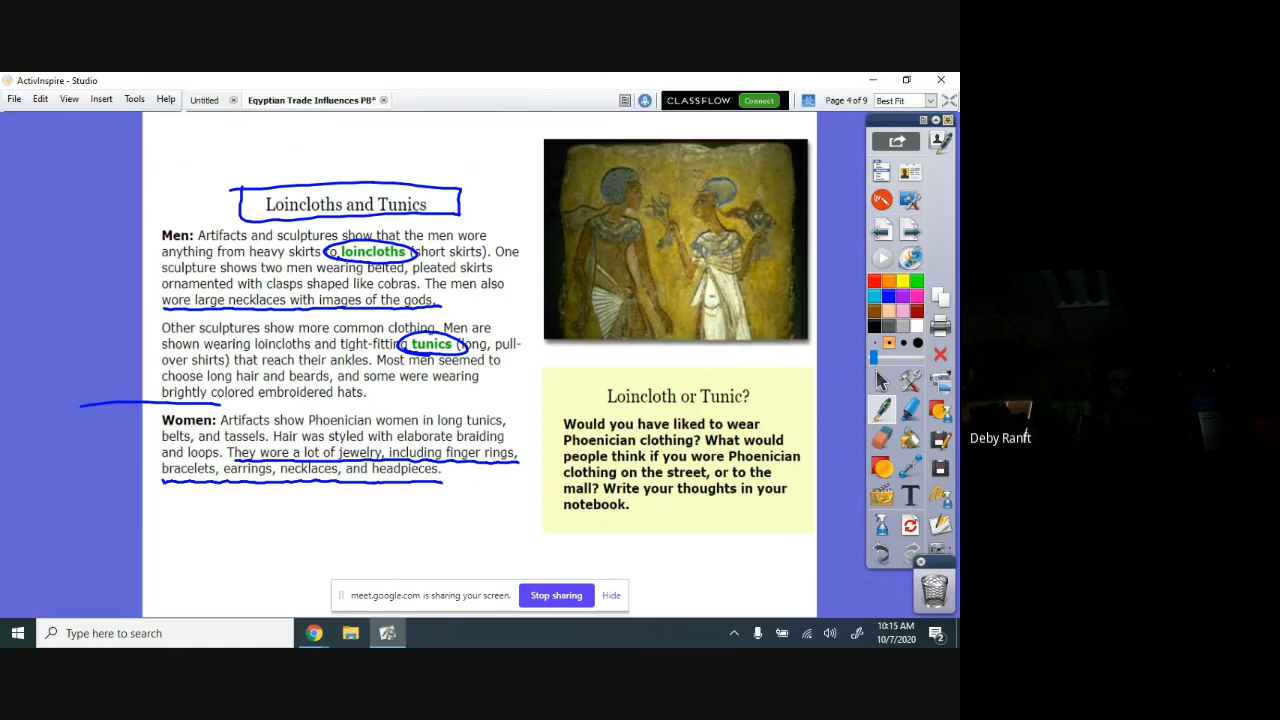 ActivInspire - Studio
File Edit View Insert Tools Help Untitled Egyptian Trade Influences PB* CLASSFLOW Connect Page 4 of 9 Best Fit
Loincloths and Tunics
Men: Artifacts and sculptures show that the men wore
anything from heavy skirts to loincloths (short skirts). One
sculpture shows two men wearing belted, pleated skirts
ornamented with clasps shaped like cobras. The men also
wore large necklaces with images of the gods.
Other sculptures show more common clothing. Men are
shown wearing loincloths and tight-fitting tunics (long, pull-
over shirts) that reach their ankles. Most men seemed to
choose long hair and beards, and some were wearing
brightly colored embroidered hats.
Women: Artifacts show Phoenician women in long tunics,
belts, and tassels. Hair was styled with elaborate braiding
and loops. They wore a lot of jewelry, including finger rings,
bracelets, earrings, necklaces, and headpieces.
Loincloth or Tunic?
Would you have liked to wear
Phoenician clothing? What would
people think if you wore Phoenician
clothing on the street, or to the
mall? Write your thoughts in your
notebook.
Deby Ranft
meet.google.com is sharing your screen. Stop sharing Hide
Type here to search
10:15 AM
10/7/2020
2